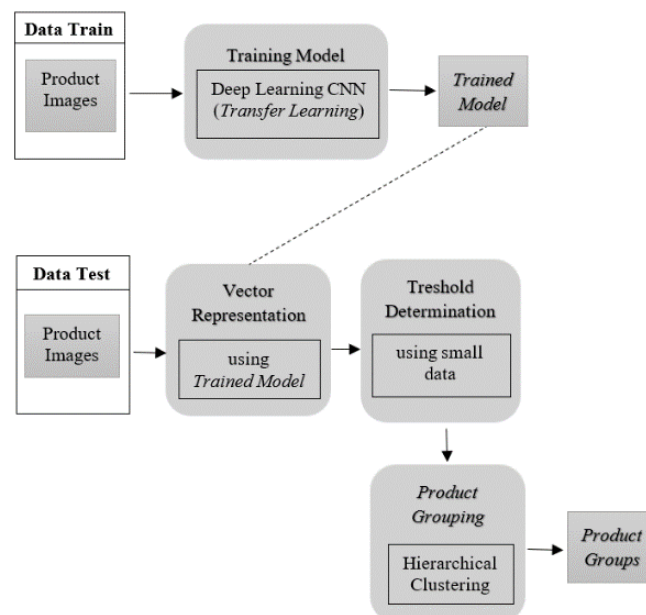 Data Train
Product
Images
Training Model
Deep Learning CNN
(Transfer Learning)
Trained
Model
Data Test
Product
Images
Vector
Representation
using
Trained Model
Treshold
Determination
using small
data
Product
Grouping
Hierarchical
Clustering
Product
Groups